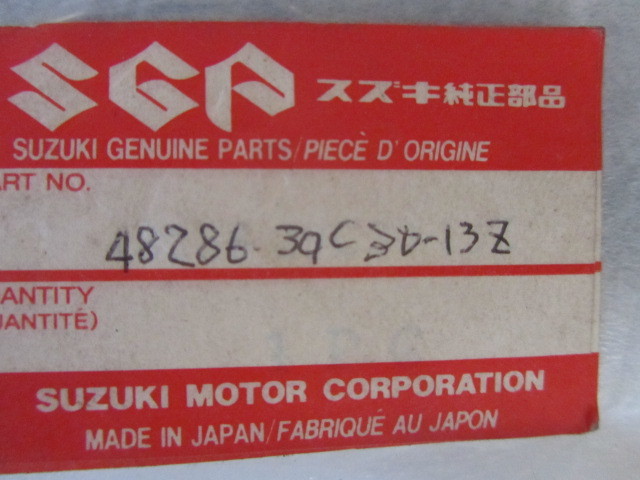 SGP スズキ純正部品
SUZUKI GENUINE PARTS/PIECÈ D'ORIGINE
ART NO.
48286-39C30-13Z
ANTITY
UANTITÉ)
SUZUKI MOTOR CORPORATION
MADE IN JAPAN/FABRIQUÉ AU JAPON